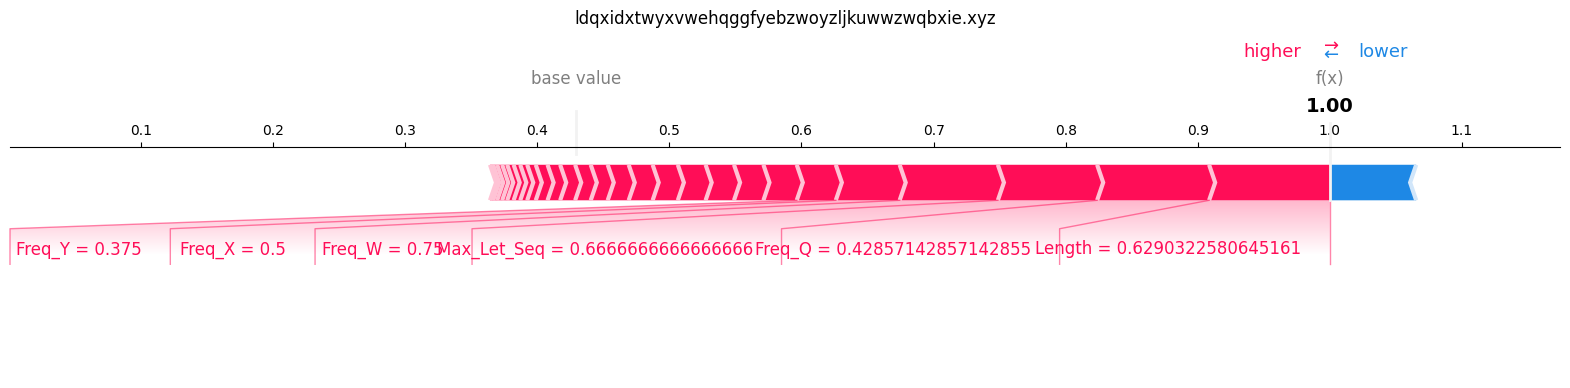 ldqxidxtwyxvwehqggfyebzwoyzljkuwwzwqbxie.xyz
higher ⇄ lower
base value f(x)
1.00
0.1 0.2 0.3 0.4 0.5 0.6 0.7 0.8 0.9 1.0 1.1
Freq_Y = 0.375 Freq_X = 0.5 Freq_W = 0.75 Max_Let_Seq = 0.6666666666666666 Freq_Q = 0.42857142857142855 Length = 0.6290322580645161